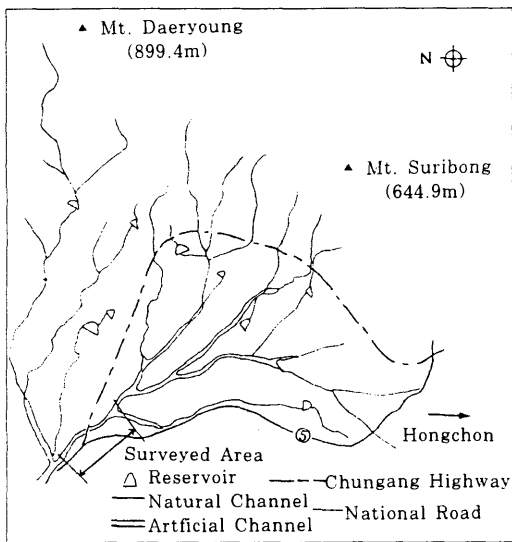 ▲ Mt. Daeryoung
(899.4m)
N
▲ Mt. Suribong
(644.9m)
5
Hongchon
Surveyed Area
Reservoir
Chungang Highway
Natural Channel
National Road
Artficial Channel